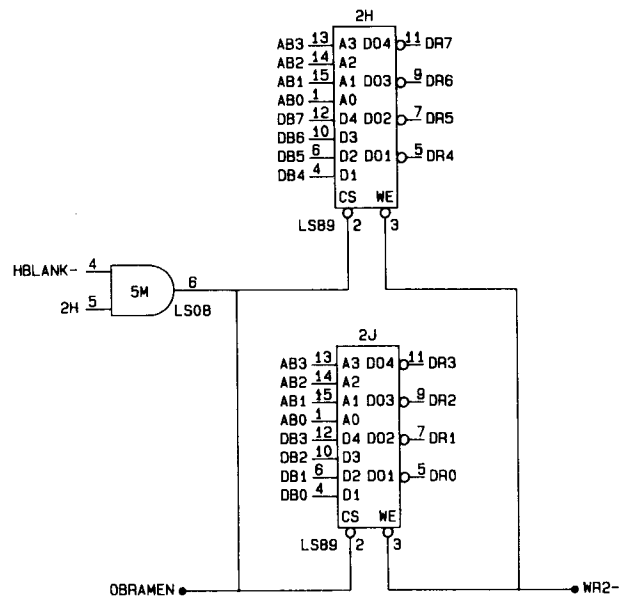 2H
AB3 13 A3 DO4 11 DR7
AB2 14 A2
AB1 15 A1 DO3 9 DR6
AB0 1 A0
DB7 12 D4 DO2 7 DR5
DB6 10 D3
DB5 6 D2 DO1 5 DR4
DB4 4 D1
CS WE
LS89 2 3
HBLANK- 4
5M 6
2H 5 LS08
2J
AB3 13 A3 DO4 11 DR3
AB2 14 A2
AB1 15 A1 DO3 9 DR2
AB0 1 A0
DB3 12 D4 DO2 7 DR1
DB2 10 D3
DB1 6 D2 DO1 5 DR0
DB0 4 D1
CS WE
LS89 2 3
OBRAMEN WR2-